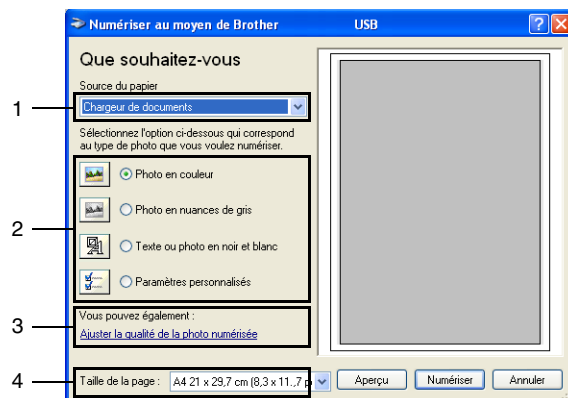 Numériser au moyen de Brother USB
Que souhaitez-vous
Source du papier
1
Chargeur de documents
Sélectionnez l'option ci-dessous qui correspond
au type de photo que vous voulez numériser.
2
Photo en couleur
Photo en nuances de gris
Texte ou photo en noir et blanc
Paramètres personnalisés
3
Vous pouvez également :
Ajuster la qualité de la photo numérisée
4
Taille de la page : A4 21 x 29,7 cm (8,3 x 11.,7 p
Aperçu Numériser Annuler